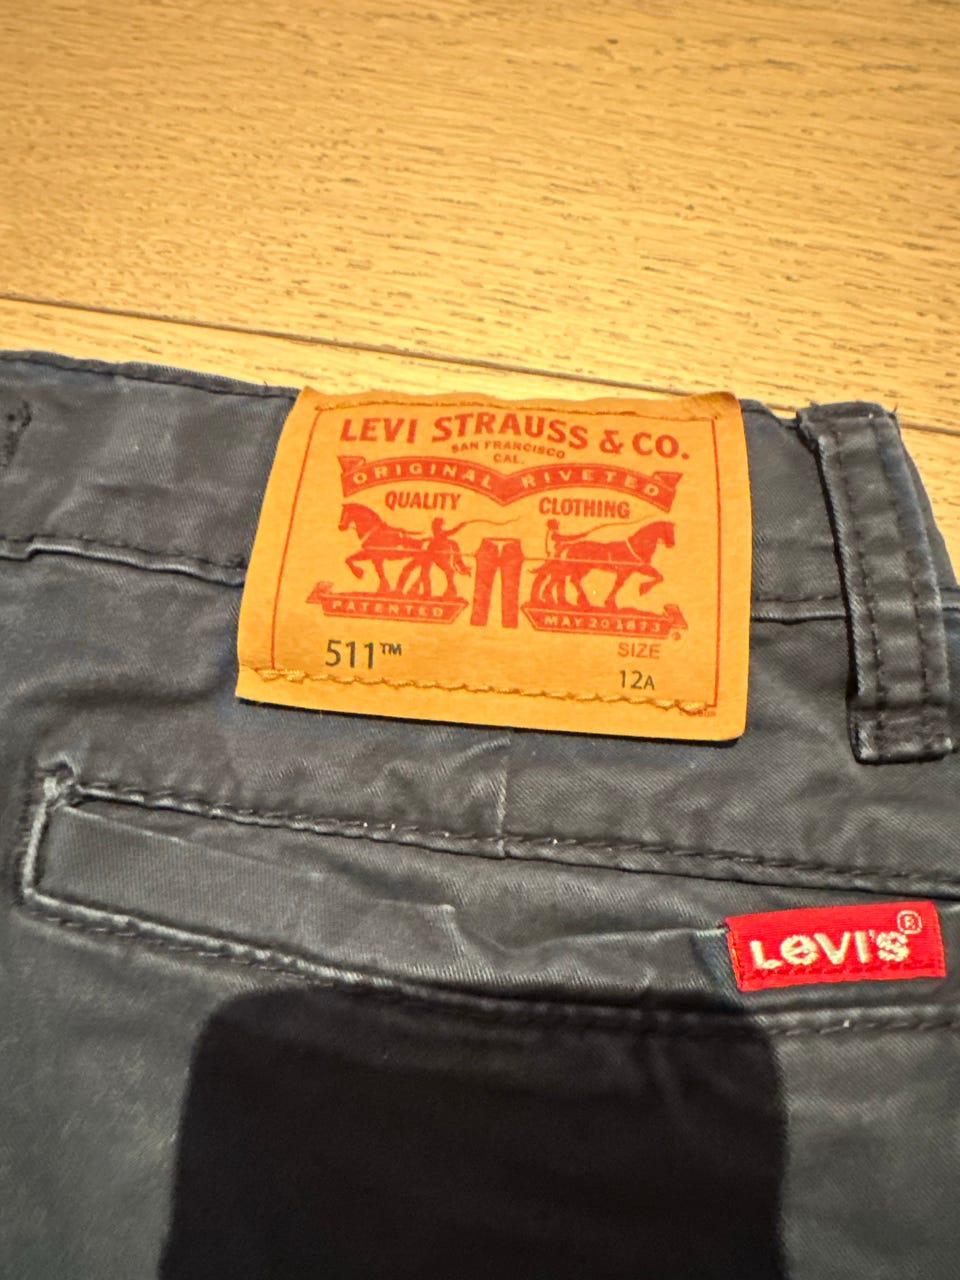 LEVI STRAUSS & CO.
SAN FRANCISCO
CAL.
ORIGINAL RIVETED
QUALITY CLOTHING
PATENTED MAY 20 1873
511™ SIZE
12A
LEVI'S®